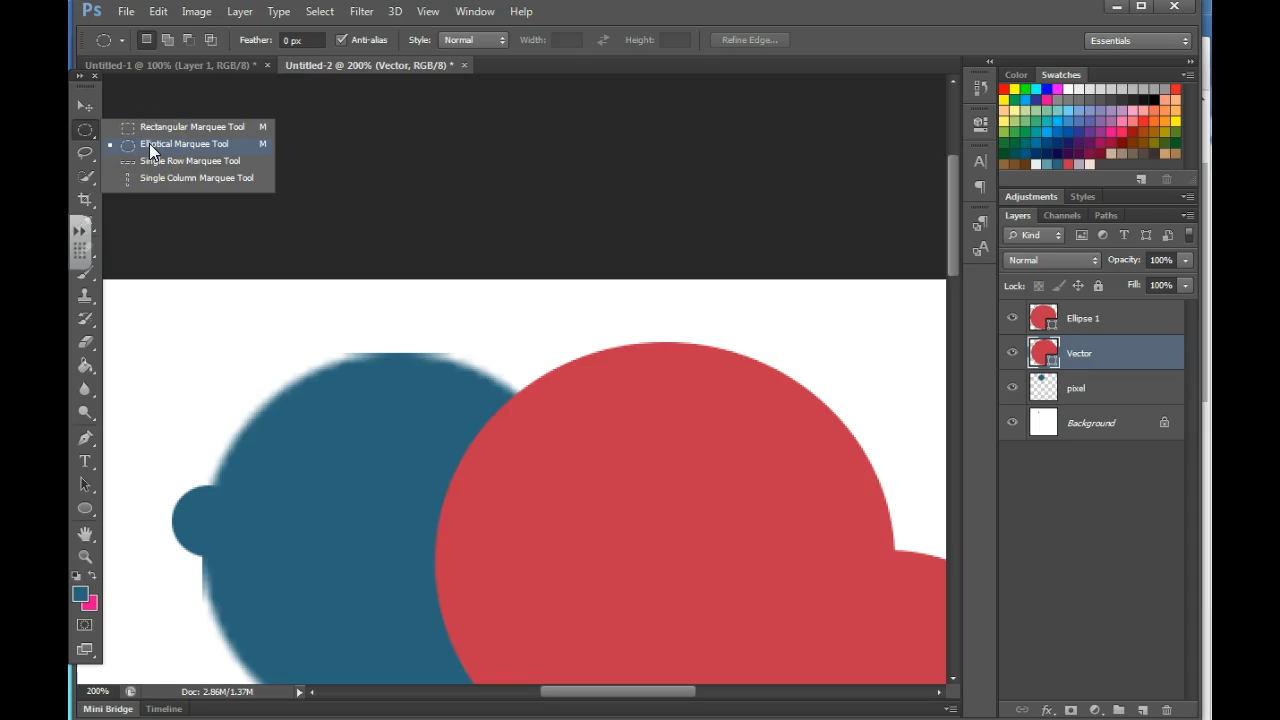 Ps File Edit Image Layer Type Select Filter 3D View Window Help
Feather: 0 px Anti-alias Style: Normal Width: Height: Refine Edge... Essentials
Untitled-1 @ 100% (Layer 1, RGB/8) * × Untitled-2 @ 200% (Vector, RGB/8) * ×
Color Swatches
Rectangular Marquee Tool M
Elliptical Marquee Tool M
Single Row Marquee Tool
Single Column Marquee Tool
Adjustments Styles
Layers Channels Paths
Kind
Normal Opacity: 100%
Lock: Fill: 100%
Ellipse 1
Vector
pixel
Background
200% Doc: 2.86M/1.37M
Mini Bridge Timeline